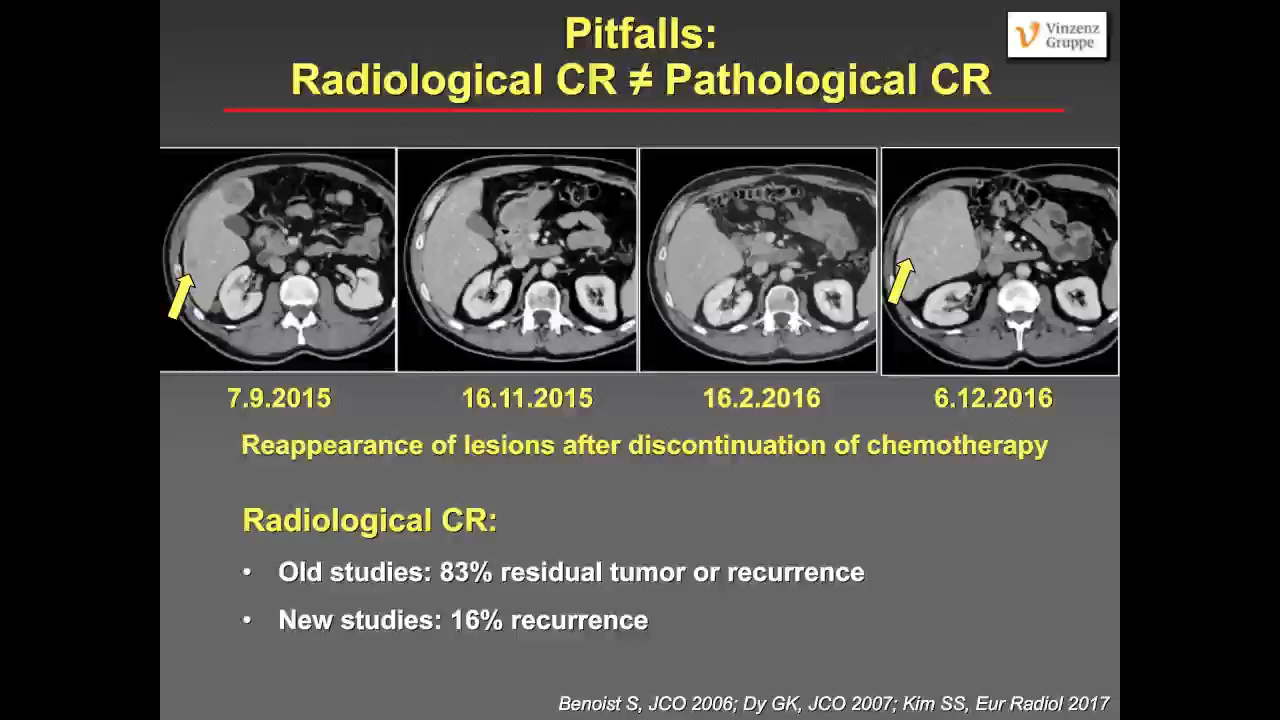 Pitfalls:
Radiological CR ≠ Pathological CR
Vinzenz
Gruppe
7.9.2015
16.11.2015
16.2.2016
6.12.2016
Reappearance of lesions after discontinuation of chemotherapy
Radiological CR:
• Old studies: 83% residual tumor or recurrence
• New studies: 16% recurrence
Benoist S, JCO 2006; Dy GK, JCO 2007; Kim SS, Eur Radiol 2017